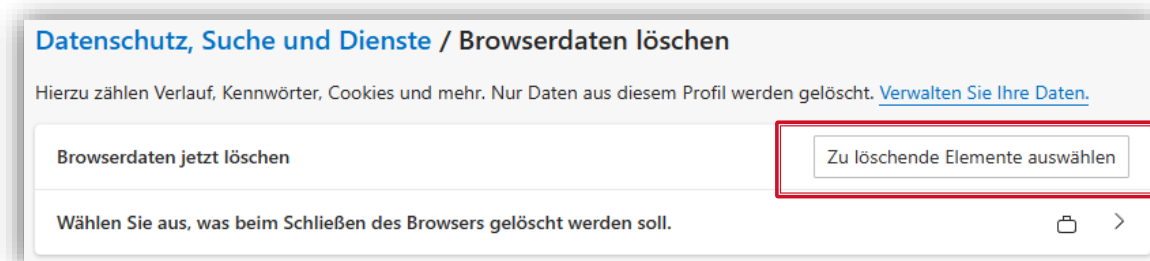 Datenschutz, Suche und Dienste / Browserdaten löschen
Hierzu zählen Verlauf, Kennwörter, Cookies und mehr. Nur Daten aus diesem Profil werden gelöscht. Verwalten Sie Ihre Daten.
Browserdaten jetzt löschen Zu löschende Elemente auswählen
Wählen Sie aus, was beim Schließen des Browsers gelöscht werden soll.